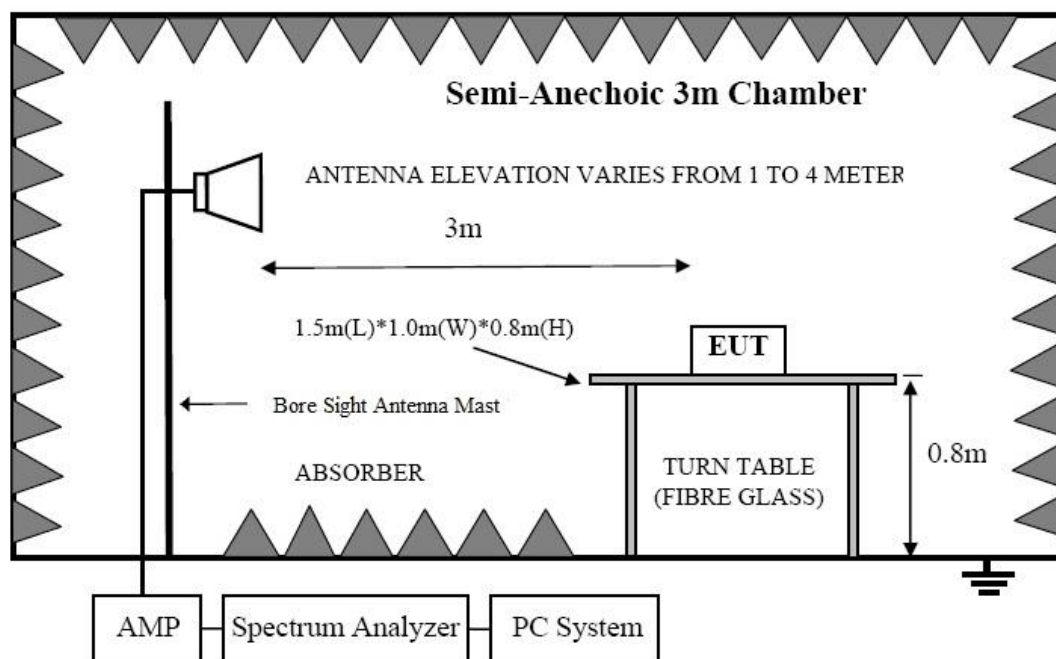 Semi-Anechoic 3m Chamber
ANTENNA ELEVATION VARIES FROM 1 TO 4 METER
3m
1.5m(L)*1.0m(W)*0.8m(H)
EUT
Bore Sight Antenna Mast
0.8m
ABSORBER
TURN TABLE
(FIBRE GLASS)
AMP
Spectrum Analyzer
PC System